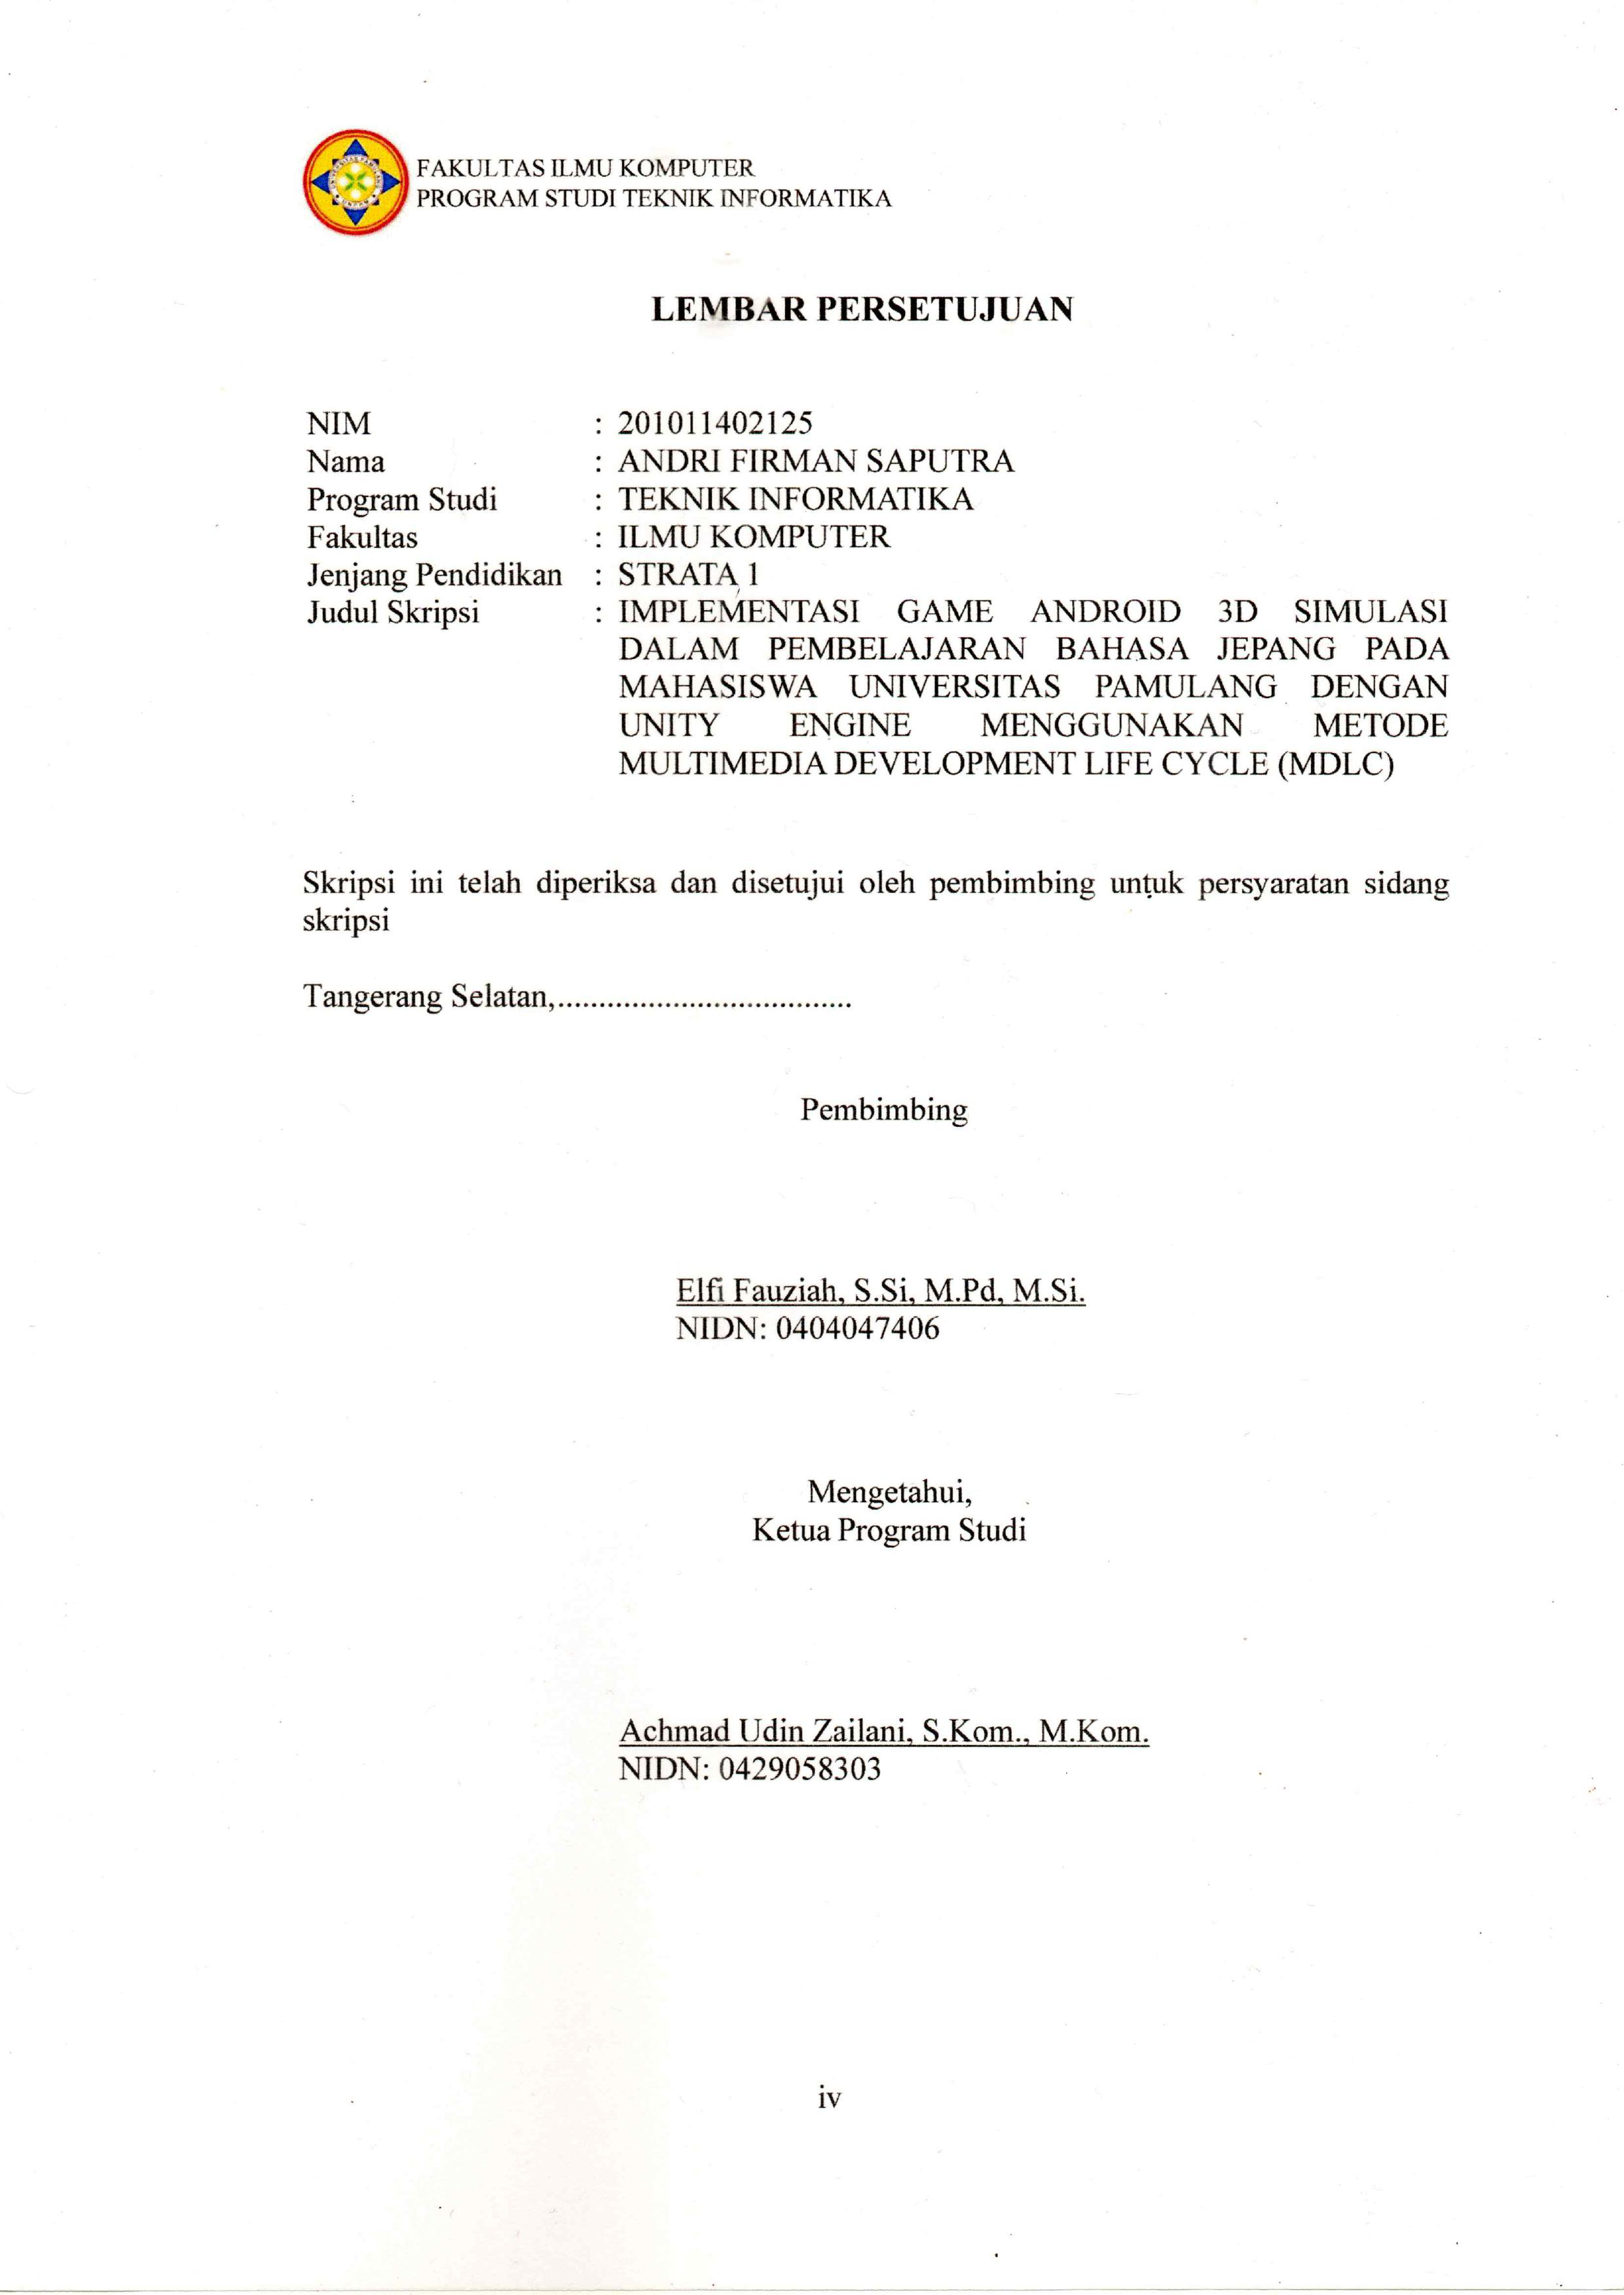 FAKULTAS ILMU KOMPUTER
PROGRAM STUDI TEKNIK INFORMATIKA
LEMBAR PERSETUJUAN
NIM : 201011402125
Nama : ANDRI FIRMAN SAPUTRA
Program Studi : TEKNIK INFORMATIKA
Fakultas : ILMU KOMPUTER
Jenjang Pendidikan : STRATA 1
Judul Skripsi : IMPLEMENTASI GAME ANDROID 3D SIMULASI
DALAM PEMBELAJARAN BAHASA JEPANG PADA
MAHASISWA UNIVERSITAS PAMULANG DENGAN
UNITY ENGINE MENGGUNAKAN METODE
MULTIMEDIA DEVELOPMENT LIFE CYCLE (MDLC)
Skripsi ini telah diperiksa dan disetujui oleh pembimbing untuk persyaratan sidang
skripsi
Tangerang Selatan,....................................
Pembimbing
Elfi Fauziah, S.Si, M.Pd, M.Si.
NIDN: 0404047406
Mengetahui,
Ketua Program Studi
Achmad Udin Zailani, S.Kom., M.Kom.
NIDN: 0429058303
iv